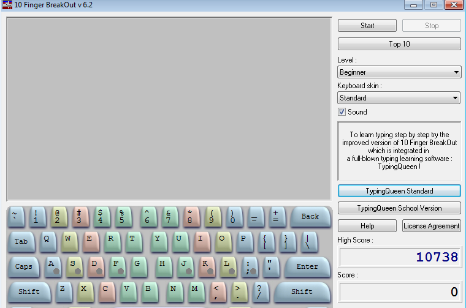 10 Finger BreakOut v 6.2
Start Stop
Top 10
Level :
Beginner
Keyboard skin :
Standard
Sound
To learn typing step by step try the
improved version of 10 Finger BreakOut
which is integrated in
a full-blown typing learning software :
TypingQueen !
TypingQueen Standard
TypingQueen School Version
Help License Agreement
High Score :
10738
Score :
0
~ ! @ # $ % ^ & * ( ) _ + Back
` 1 2 3 4 5 6 7 8 9 0 - =
Tab Q W E R T Y U I O P { } |
[ ] \
Caps A S D F G H J K L : " Enter
; '
Shift Z X C V B N M < > ? Shift
, . /